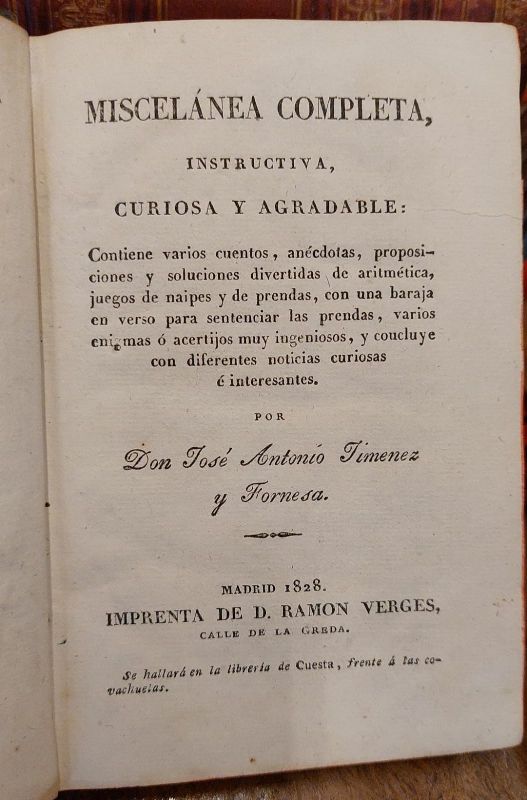 MISCELÁNEA COMPLETA,
INSTRUCTIVA,
CURIOSA Y AGRADABLE:
Contiene varios cuentos, anécdotas, proposi-
ciones y soluciones divertidas de aritmética,
juegos de naipes y de prendas, con una baraja
en verso para sentenciar las prendas, varios
enigmas ó acertijos muy ingeniosos, y coucluye
con diferentes noticias curiosas
é interesantes.
POR
Don José Antonio Jimenez
y Fornesa.
MADRID 1828.
IMPRENTA DE D. RAMON VERGES,
CALLE DE LA GREDA.
Se hallará en la librería de Cuesta, frente á las co-
vachuelas.